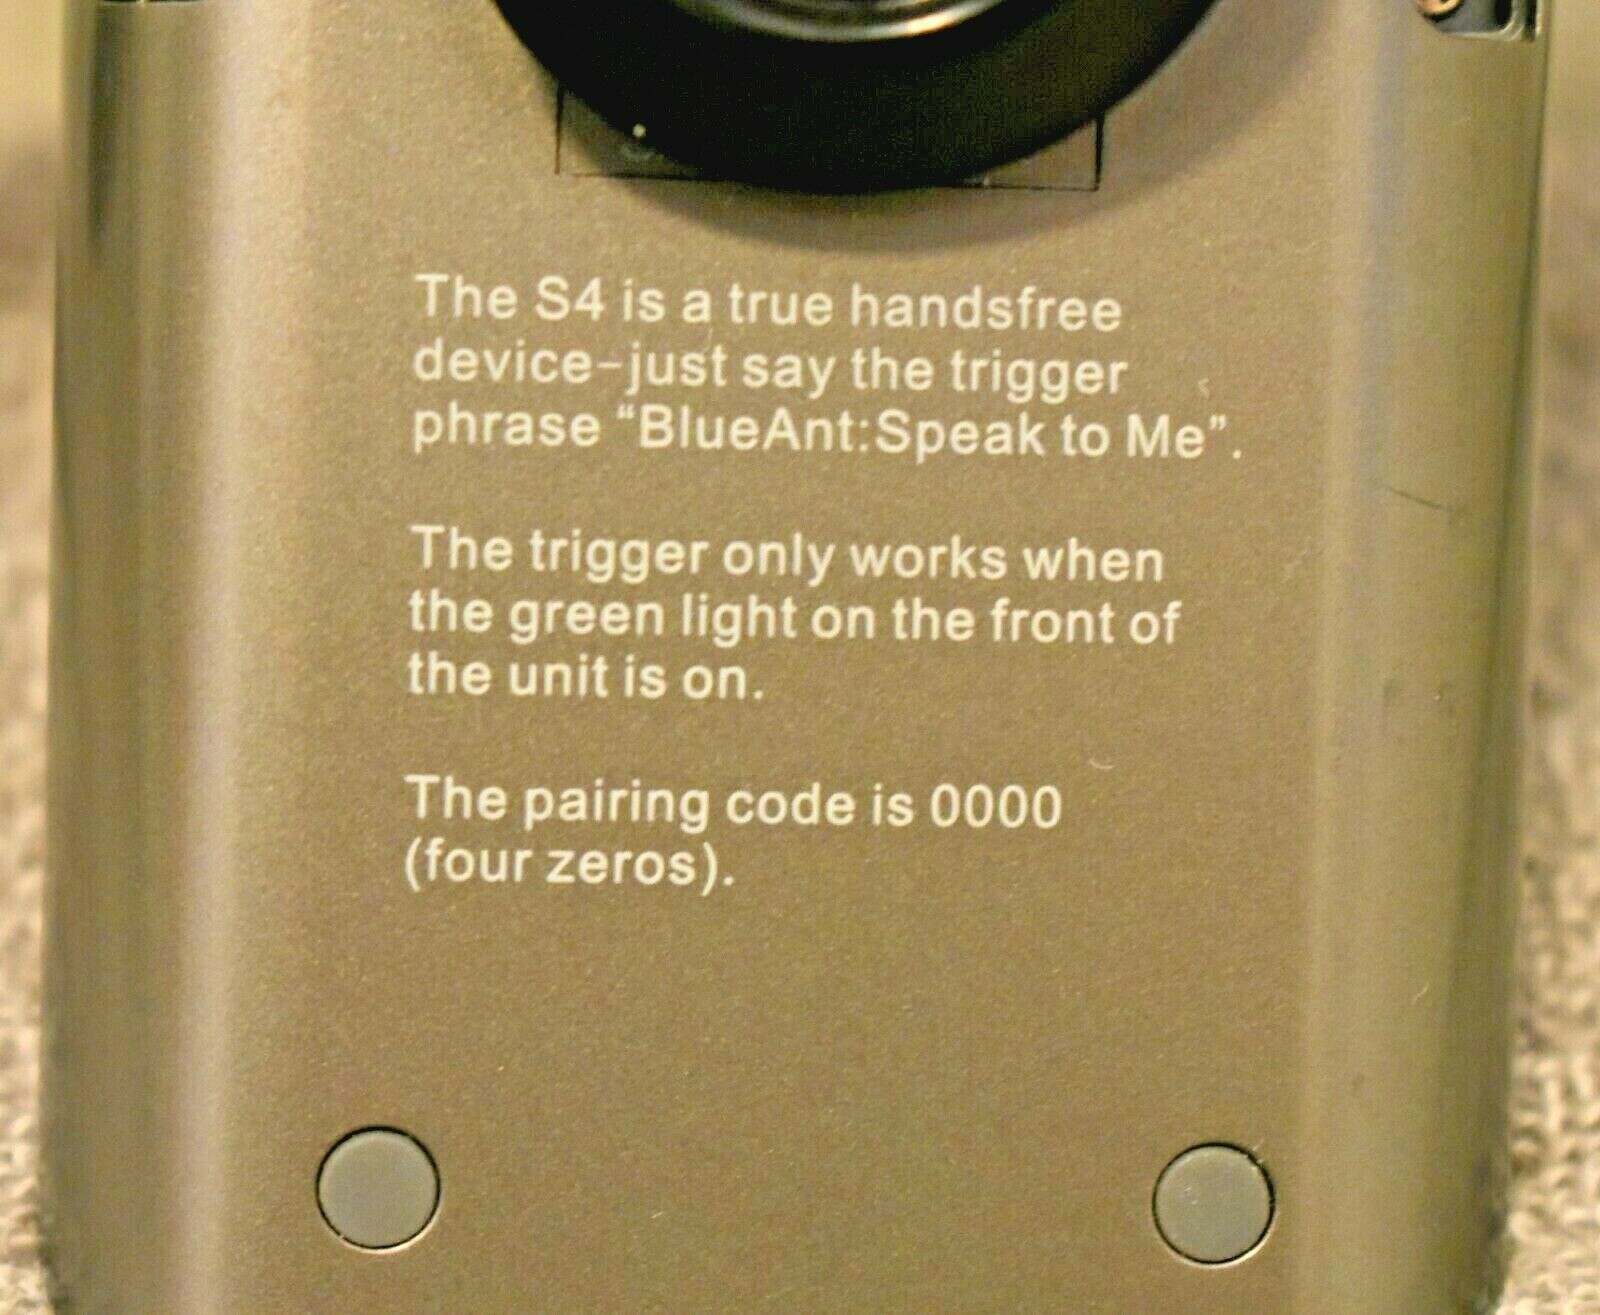 The S4 is a true handsfree
device-just say the trigger
phrase “BlueAnt:Speak to Me”.
The trigger only works when
the green light on the front of
the unit is on.
The pairing code is 0000
(four zeros).